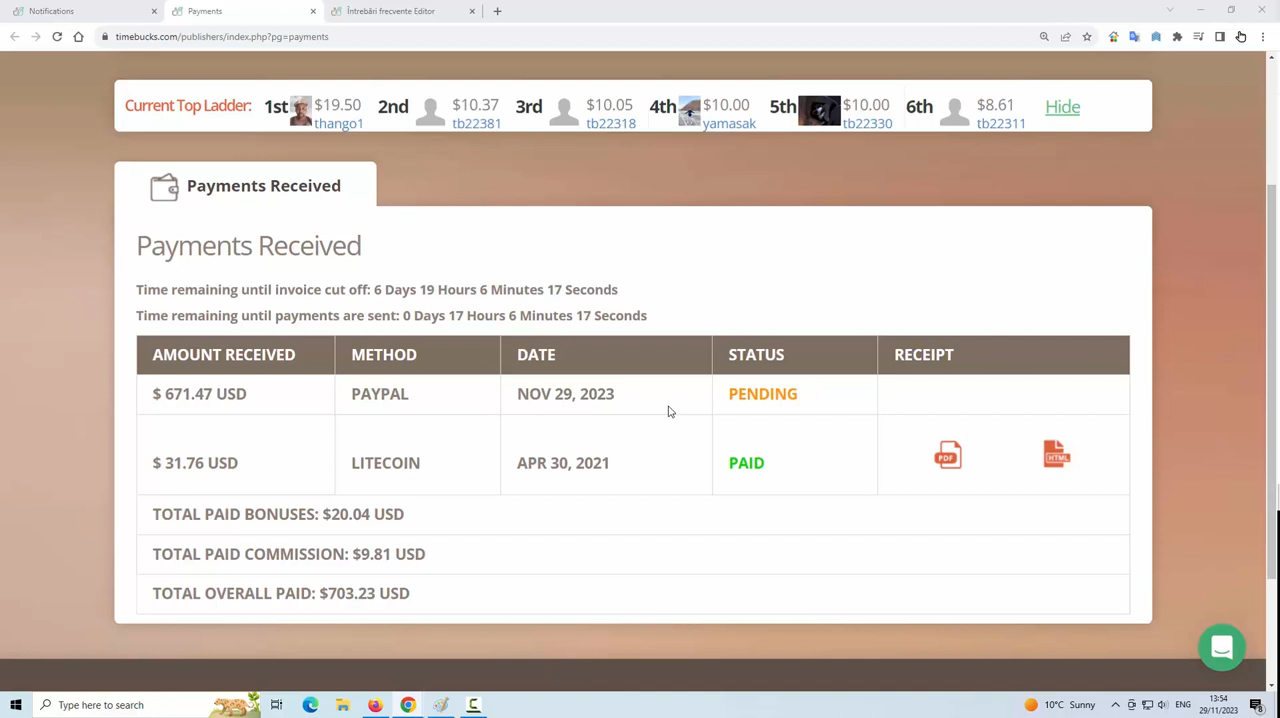 Notifications
Payments
Întrebări frecvente Editor
timebucks.com/publishers/index.php?pg=payments
Current Top Ladder: 1st $19.50 2nd $10.37 3rd $10.05 4th $10.00 5th $10.00 6th $8.61 Hide
thango1 tb22381 tb22318 yamasak tb22330 tb22311
Payments Received
Payments Received
Time remaining until invoice cut off: 6 Days 19 Hours 6 Minutes 17 Seconds
Time remaining until payments are sent: 0 Days 17 Hours 6 Minutes 17 Seconds
AMOUNT RECEIVED METHOD DATE STATUS RECEIPT
$ 671.47 USD PAYPAL NOV 29, 2023 PENDING
$ 31.76 USD LITECOIN APR 30, 2021 PAID PDF HTML
TOTAL PAID BONUSES: $20.04 USD
TOTAL PAID COMMISSION: $9.81 USD
TOTAL OVERALL PAID: $703.23 USD
Type here to search
10°C Sunny
ENG
13:54
29/11/2023
8